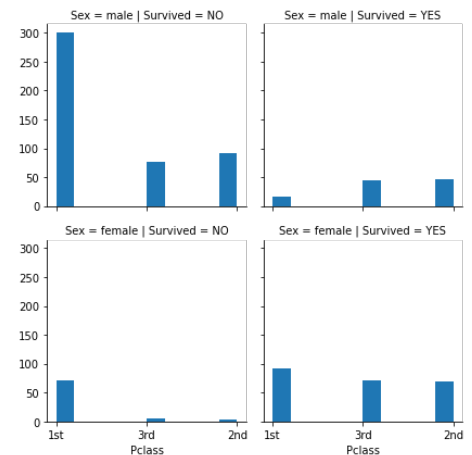 Sex = male | Survived = NO
Sex = male | Survived = YES
300
250
200
150
100
50
0
Sex = female | Survived = NO
Sex = female | Survived = YES
300
250
200
150
100
50
0
1st 3rd 2nd
1st 3rd 2nd
Pclass
Pclass